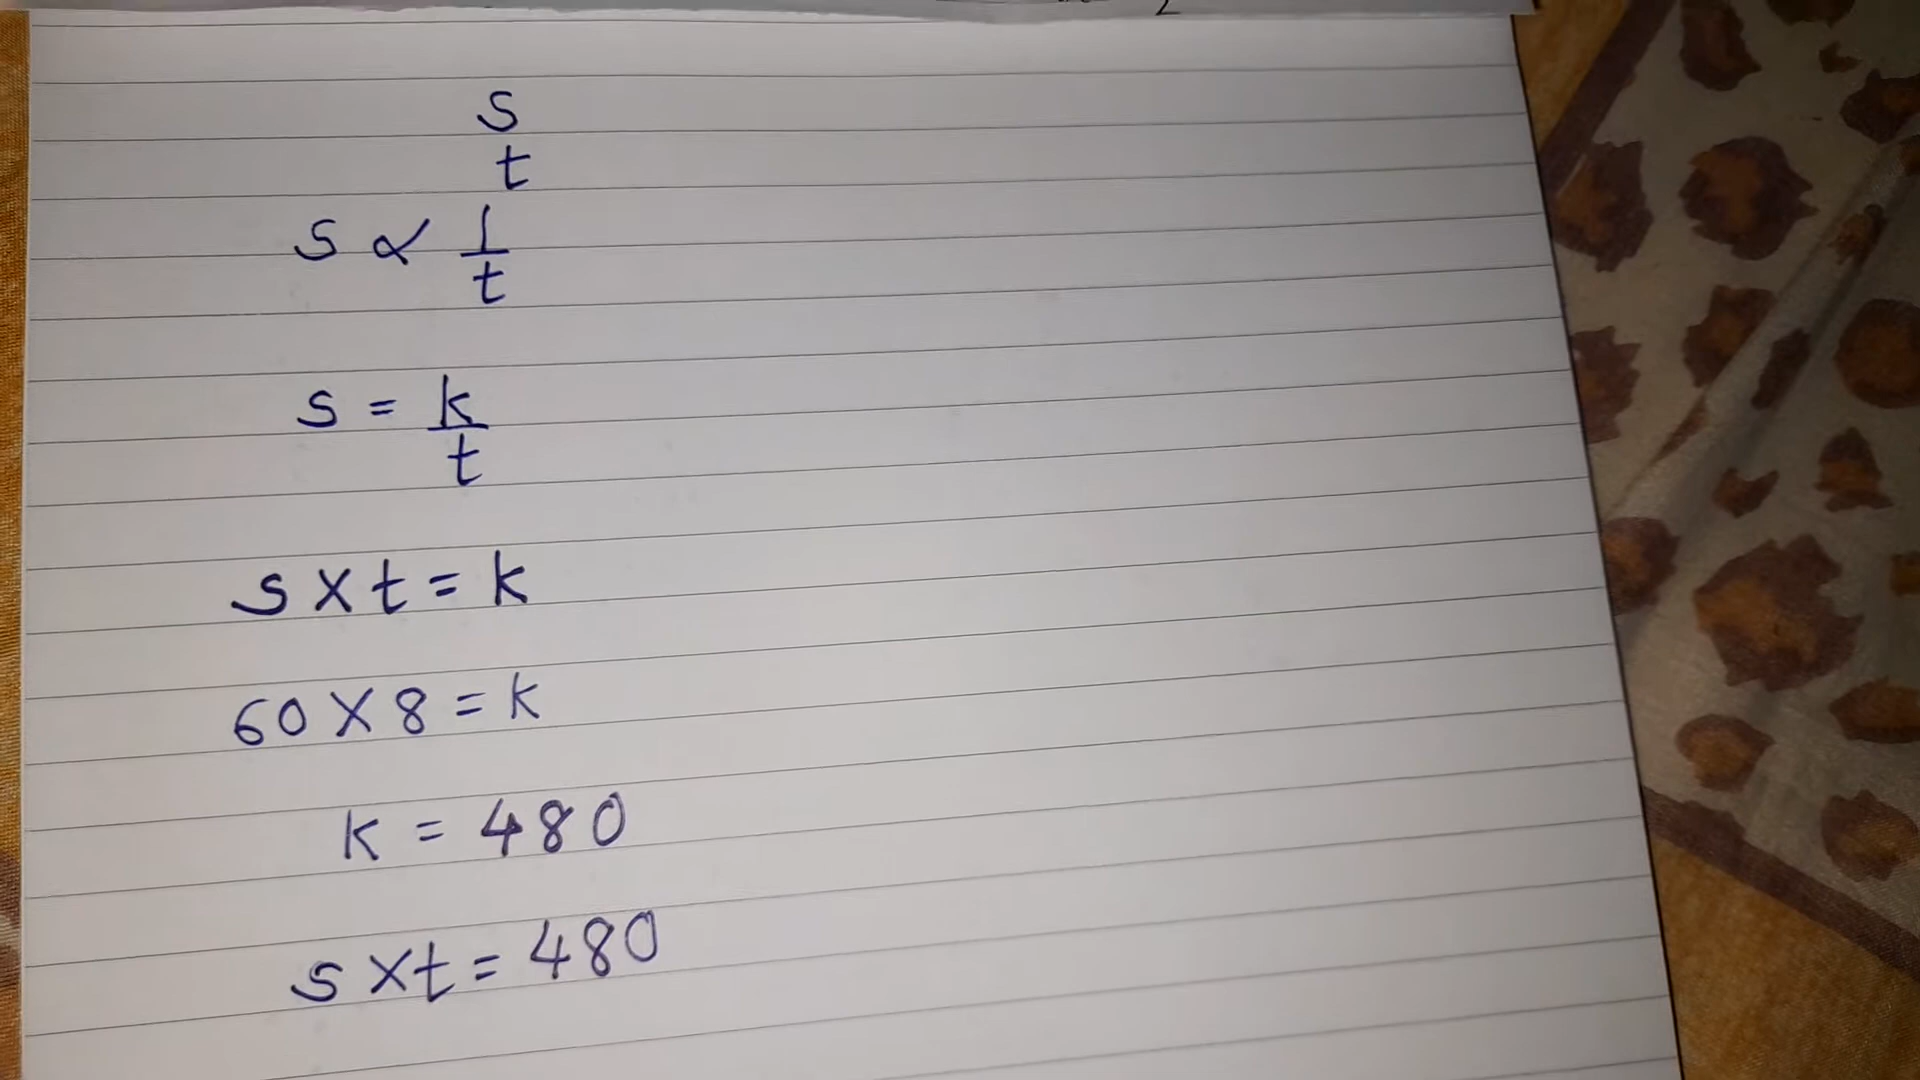 s
t
s ∝ 1/t
s = k/t
s × t = k
60 × 8 = k
k = 480
s × t = 480